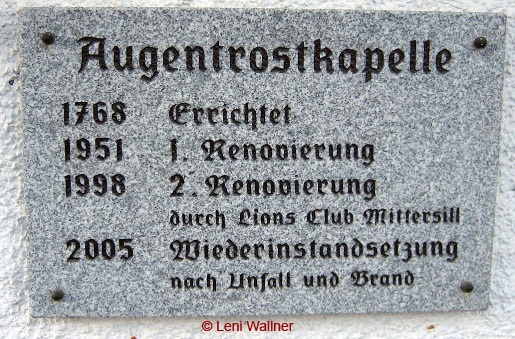 Augentrostkapelle
1768 Errichtet
1951 1. Renovierung
1998 2. Renovierung
durch Lions Club Mittersill
2005 Wiederinstandsetzung
nach Unfall und Brand
© Leni Wallner